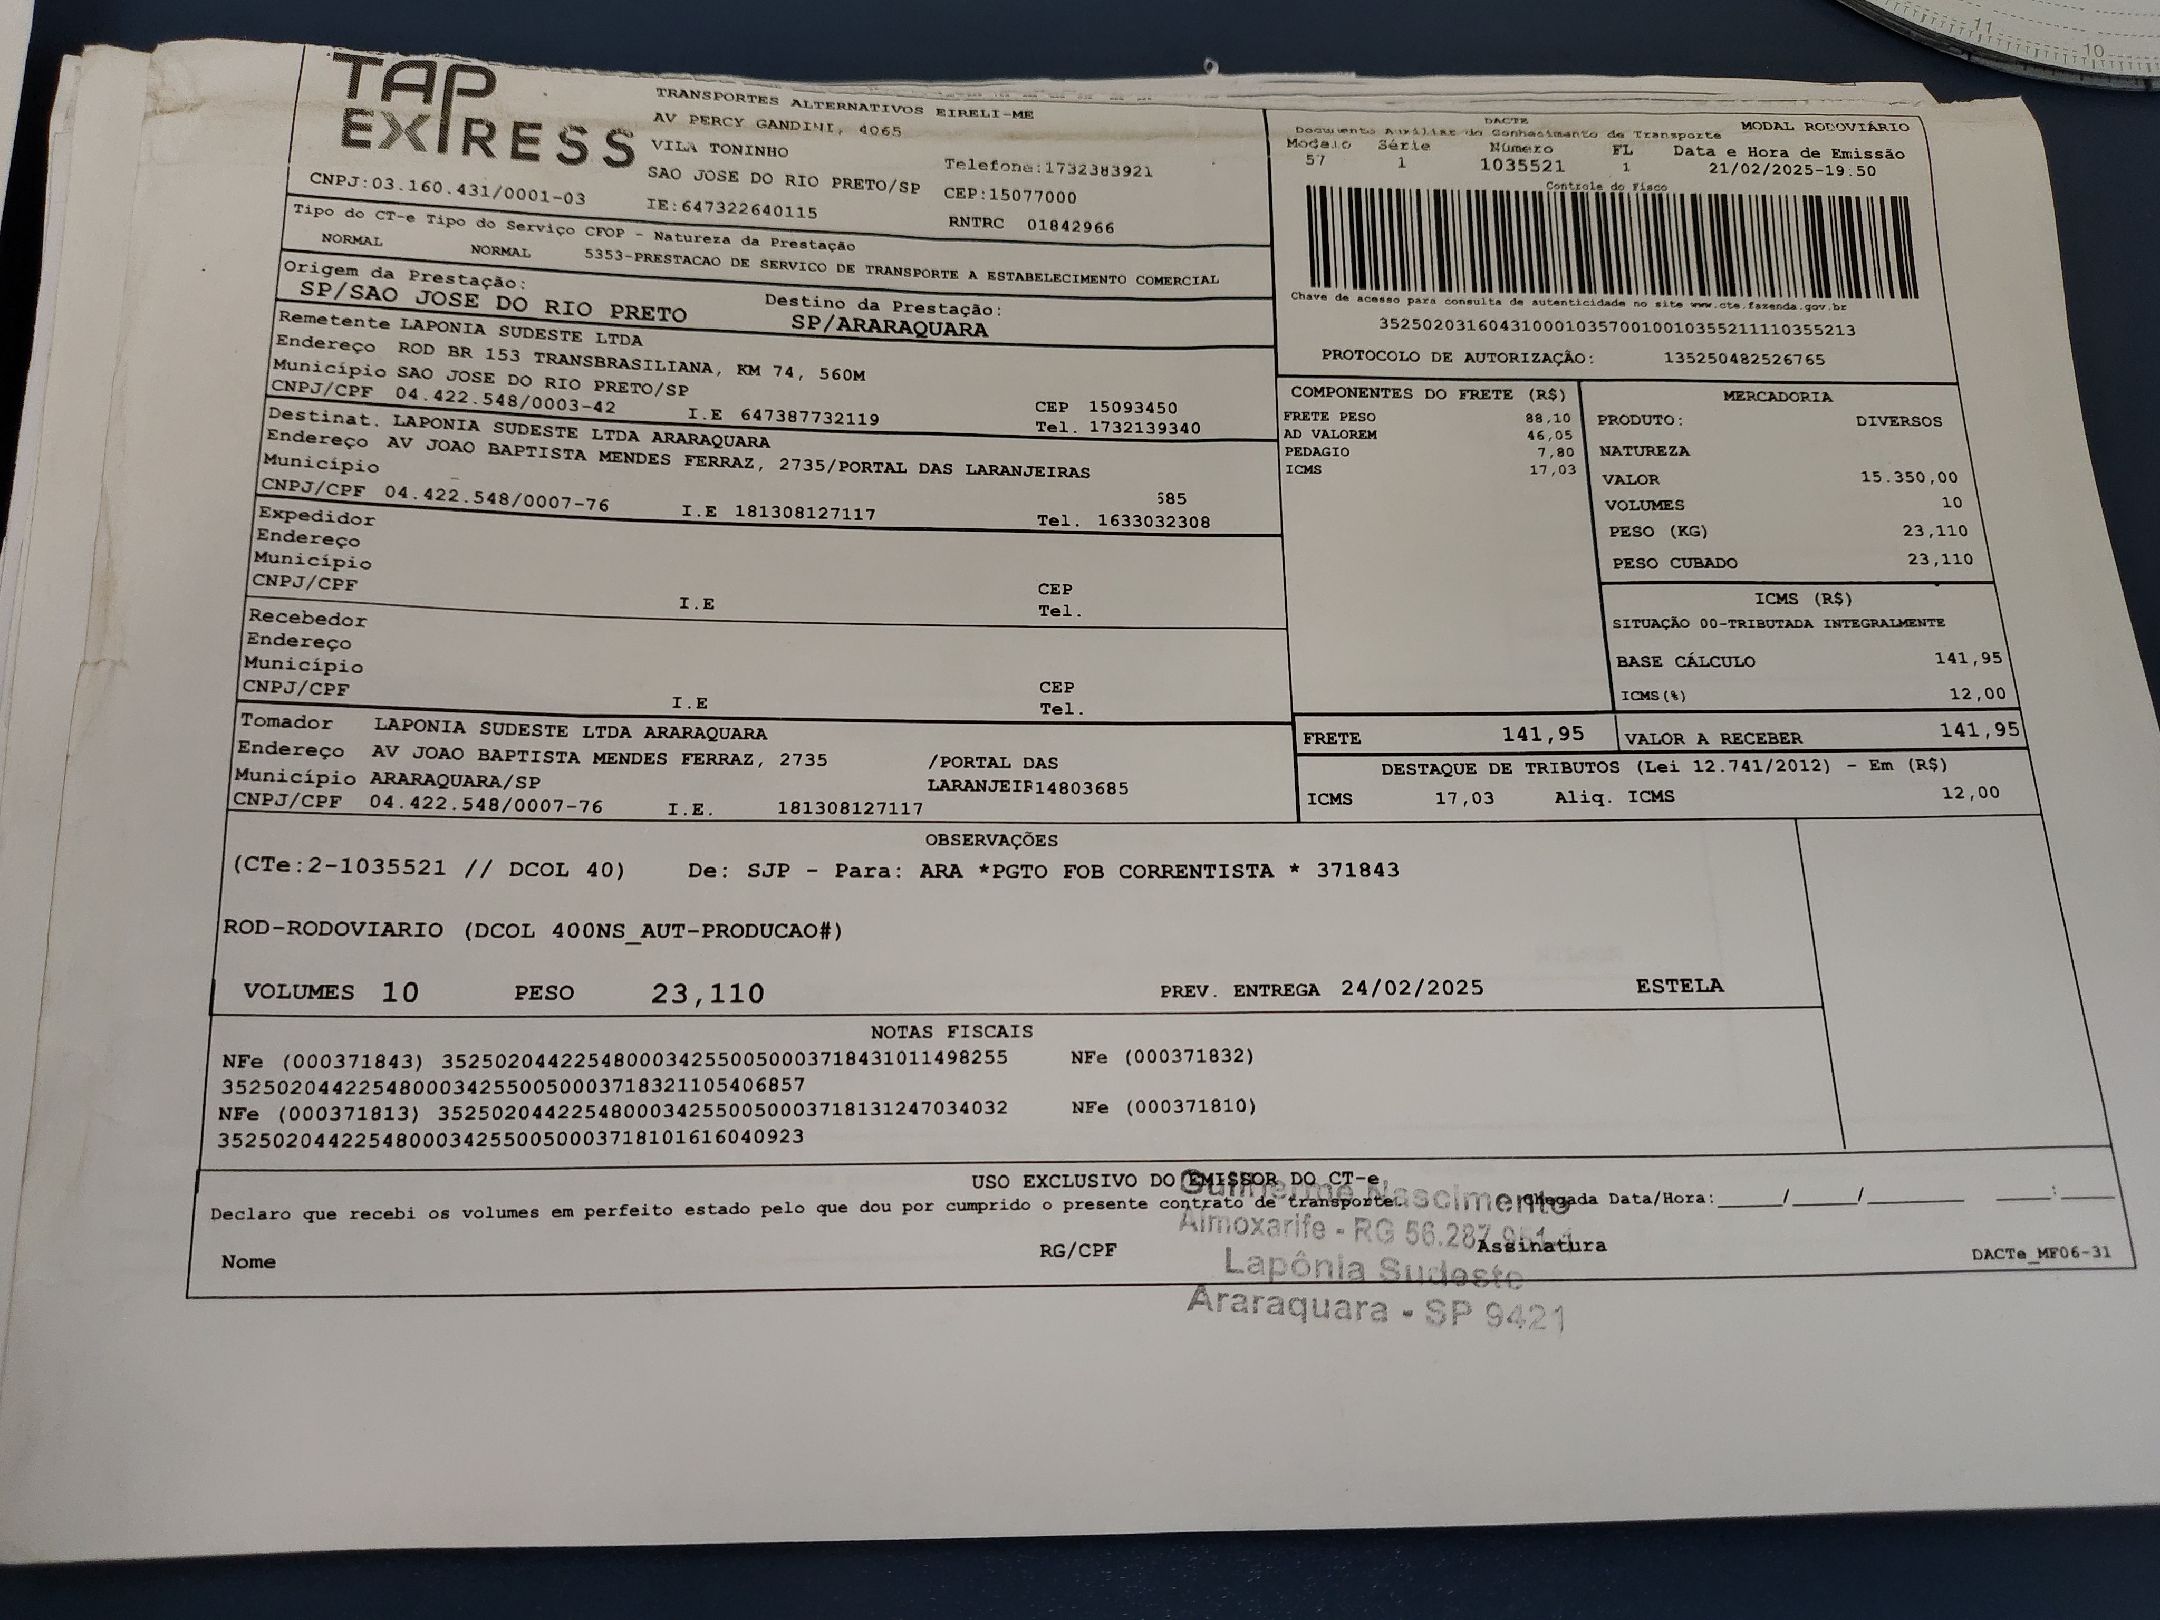 TAP EXPRESS
TRANSPORTES ALTERNATIVOS EIRELI-ME
AV PERCY GANDINI, 4065
VILA TONINHO
Telefone:1732383921
SAO JOSE DO RIO PRETO/SP CEP:15077000
CNPJ:03.160.431/0001-03 IE:647322640115 RNTRC 01842966
DACTE
Documento Auxiliar do Conhecimento de Transporte MODAL RODOVIÁRIO
Modelo Série Número FL Data e Hora de Emissão
57 1 1035521 1 21/02/2025-19.50
Controle do Fisco
Chave de acesso para consulta de autenticidade no site www.cte.fazenda.gov.br
35250203160431000103570010010355211110355213
PROTOCOLO DE AUTORIZAÇÃO: 135250482526765
Tipo do CT-e Tipo do Serviço CFOP - Natureza da Prestação
NORMAL NORMAL 5353-PRESTACAO DE SERVICO DE TRANSPORTE A ESTABELECIMENTO COMERCIAL
Origem da Prestação: Destino da Prestação:
SP/SAO JOSE DO RIO PRETO SP/ARARAQUARA
Remetente LAPONIA SUDESTE LTDA
Endereço ROD BR 153 TRANSBRASILIANA, KM 74, 560M
Município SAO JOSE DO RIO PRETO/SP CEP 15093450
CNPJ/CPF 04.422.548/0003-42 I.E 647387732119 Tel. 1732139340
Destinat. LAPONIA SUDESTE LTDA ARARAQUARA
Endereço AV JOAO BAPTISTA MENDES FERRAZ, 2735/PORTAL DAS LARANJEIRAS
Município 685
CNPJ/CPF 04.422.548/0007-76 I.E 181308127117 Tel. 1633032308
Expedidor
Endereço
Município CEP
CNPJ/CPF I.E Tel.
Recebedor
Endereço
Município CEP
CNPJ/CPF I.E Tel.
Tomador LAPONIA SUDESTE LTDA ARARAQUARA
Endereço AV JOAO BAPTISTA MENDES FERRAZ, 2735 /PORTAL DAS
Município ARARAQUARA/SP LARANJEIR14803685
CNPJ/CPF 04.422.548/0007-76 I.E. 181308127117
COMPONENTES DO FRETE (R$)
FRETE PESO 88,10
AD VALOREM 46,05
PEDAGIO 7,80
ICMS 17,03
MERCADORIA
PRODUTO: DIVERSOS
NATUREZA
VALOR 15.350,00
VOLUMES 10
PESO (KG) 23,110
PESO CUBADO 23,110
ICMS (R$)
SITUAÇÃO 00-TRIBUTADA INTEGRALMENTE
BASE CÁLCULO 141,95
ICMS(%) 12,00
FRETE 141,95 VALOR A RECEBER 141,95
DESTAQUE DE TRIBUTOS (Lei 12.741/2012) - Em (R$)
ICMS 17,03 Aliq. ICMS 12,00
OBSERVAÇÕES
(CTe:2-1035521 // DCOL 40) De: SJP - Para: ARA *PGTO FOB CORRENTISTA * 371843
ROD-RODOVIARIO (DCOL 400NS_AUT-PRODUCAO#)
VOLUMES 10 PESO 23,110 PREV. ENTREGA 24/02/2025 ESTELA
NOTAS FISCAIS
NFe (000371843) 35250204422548000342550050003718431011498255 NFe (000371832)
35250204422548000342550050003718321105406857
NFe (000371813) 35250204422548000342550050003718131247034032 NFe (000371810)
35250204422548000342550050003718101616040923
USO EXCLUSIVO DO EMISSOR DO CT-e
Declaro que recebi os volumes em perfeito estado pelo que dou por cumprido o presente contrato de transporte. Chegada Data/Hora:____/____/______ ___:____
Nome RG/CPF Assinatura DACTe_MF06-31
Guilherme Nascimento
Almoxarife - RG 56.287
Lapônia Sudeste
Araraquara - SP 9421
11
10